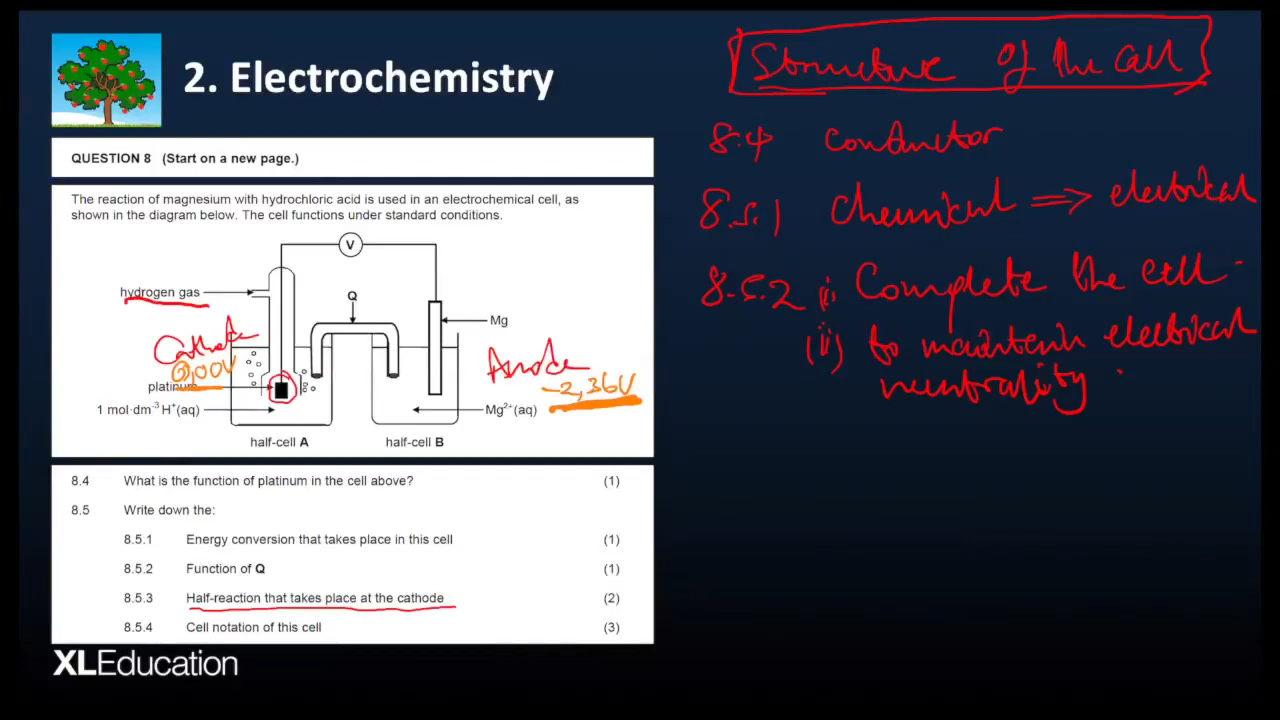 2. Electrochemistry
Structure of the cell
QUESTION 8 (Start on a new page.)
The reaction of magnesium with hydrochloric acid is used in an electrochemical cell, as
shown in the diagram below. The cell functions under standard conditions.
V
hydrogen gas
Q
Mg
Cathode
0,00V
Anode
-2,36V
platinum
1 mol·dm⁻³ H⁺(aq)
Mg²⁺(aq)
half-cell A
half-cell B
8.4 What is the function of platinum in the cell above? (1)
8.5 Write down the:
8.5.1 Energy conversion that takes place in this cell (1)
8.5.2 Function of Q (1)
8.5.3 Half-reaction that takes place at the cathode (2)
8.5.4 Cell notation of this cell (3)
8.4 conductor
8.5.1 chemical ⇒ electrical
8.5.2 (i) Complete the cell.
(ii) to maintain electrical
neutrality.
XLEducation